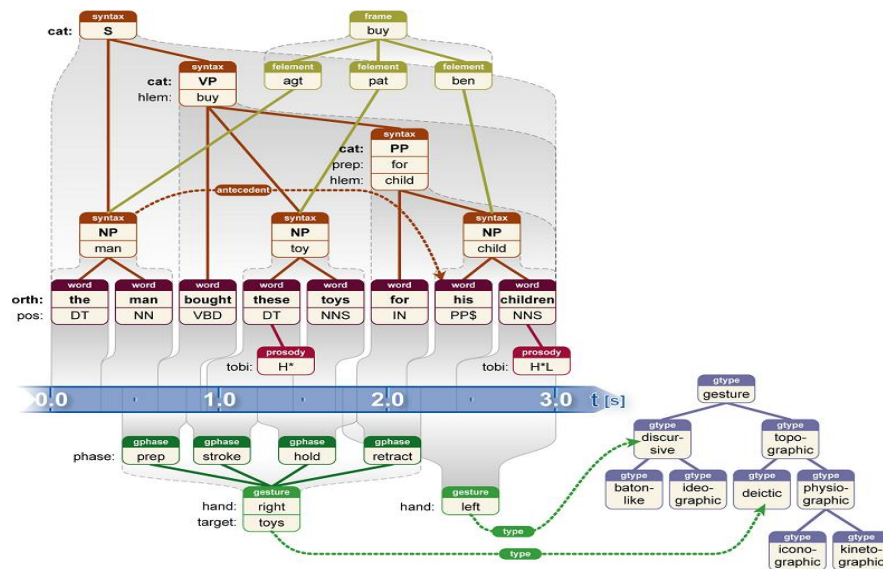 syntax
frame
cat: S
buy
syntax
felement felement felement
cat: VP
agt pat ben
hlem: buy
syntax
cat: PP
prep: for
hlem: child
antecedent
syntax syntax syntax
NP NP NP
man toy child
word word word word word word word word
orth: the man bought these toys for his children
pos: DT NN VBD DT NNS IN PP$ NNS
prosody prosody
tobi: H* tobi: H*L
0.0 1.0 2.0 3.0 t [s]
gtype
gesture
gphase gphase gphase gphase
phase: prep stroke hold retract
gtype gtype
discur-
sive
topo-
graphic
gtype gtype gtype gtype
baton-
like
ideo-
graphic
deictic
physio-
graphic
gesture gesture
hand: right hand: left
target: toys
type
type
gtype gtype
icono-
graphic
kineto-
graphic